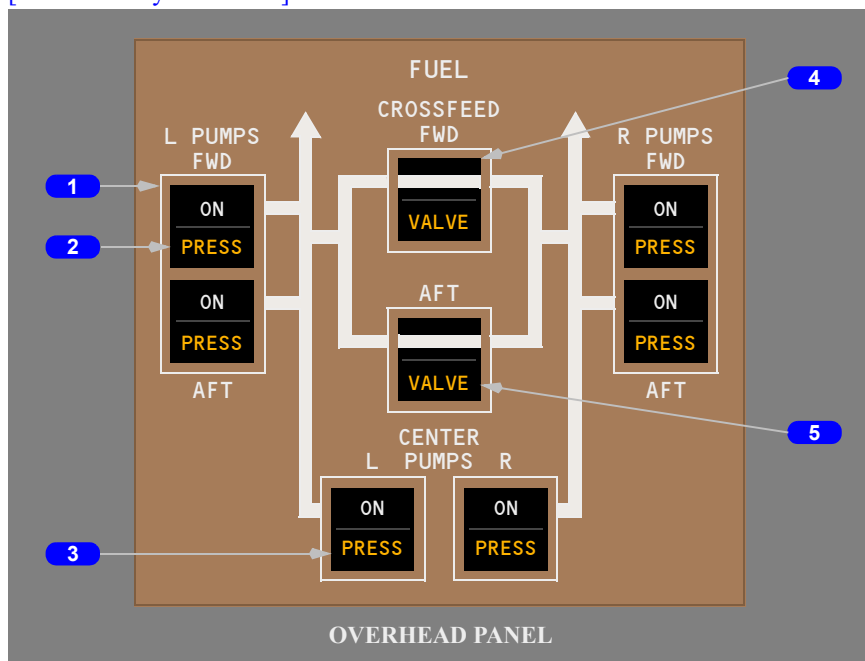 FUEL
CROSSFEED
FWD
4
L PUMPS
FWD
R PUMPS
FWD
1
ON
VALVE
ON
2
PRESS
PRESS
AFT
ON
ON
PRESS
PRESS
VALVE
AFT
AFT
5
CENTER
L PUMPS R
ON
ON
3
PRESS
PRESS
OVERHEAD PANEL